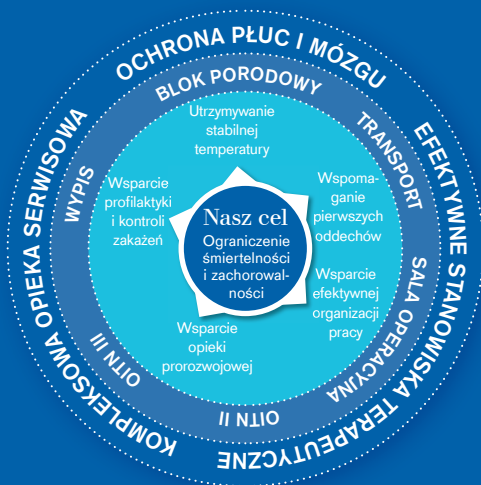 OCHRONA PŁUC I MÓZGU
EFEKTYWNE STANOWISKA TERAPEUTYCZNE
KOMPLEKSOWA OPIEKA SERWISOWA
BLOK PORODOWY
TRANSPORT
SALA OPERACYJNA
OITN II
OITN III
WYPIS
Utrzymywanie
stabilnej
temperatury
Wspoma-
ganie
pierwszych
oddechów
Wsparcie
efektywnej
organizacji
pracy
Wsparcie
opieki
prorozwojowej
Wsparcie
profilaktyki
i kontroli
zakażeń
Nasz cel
Ograniczenie
śmiertelności
i zachorowal-
ności